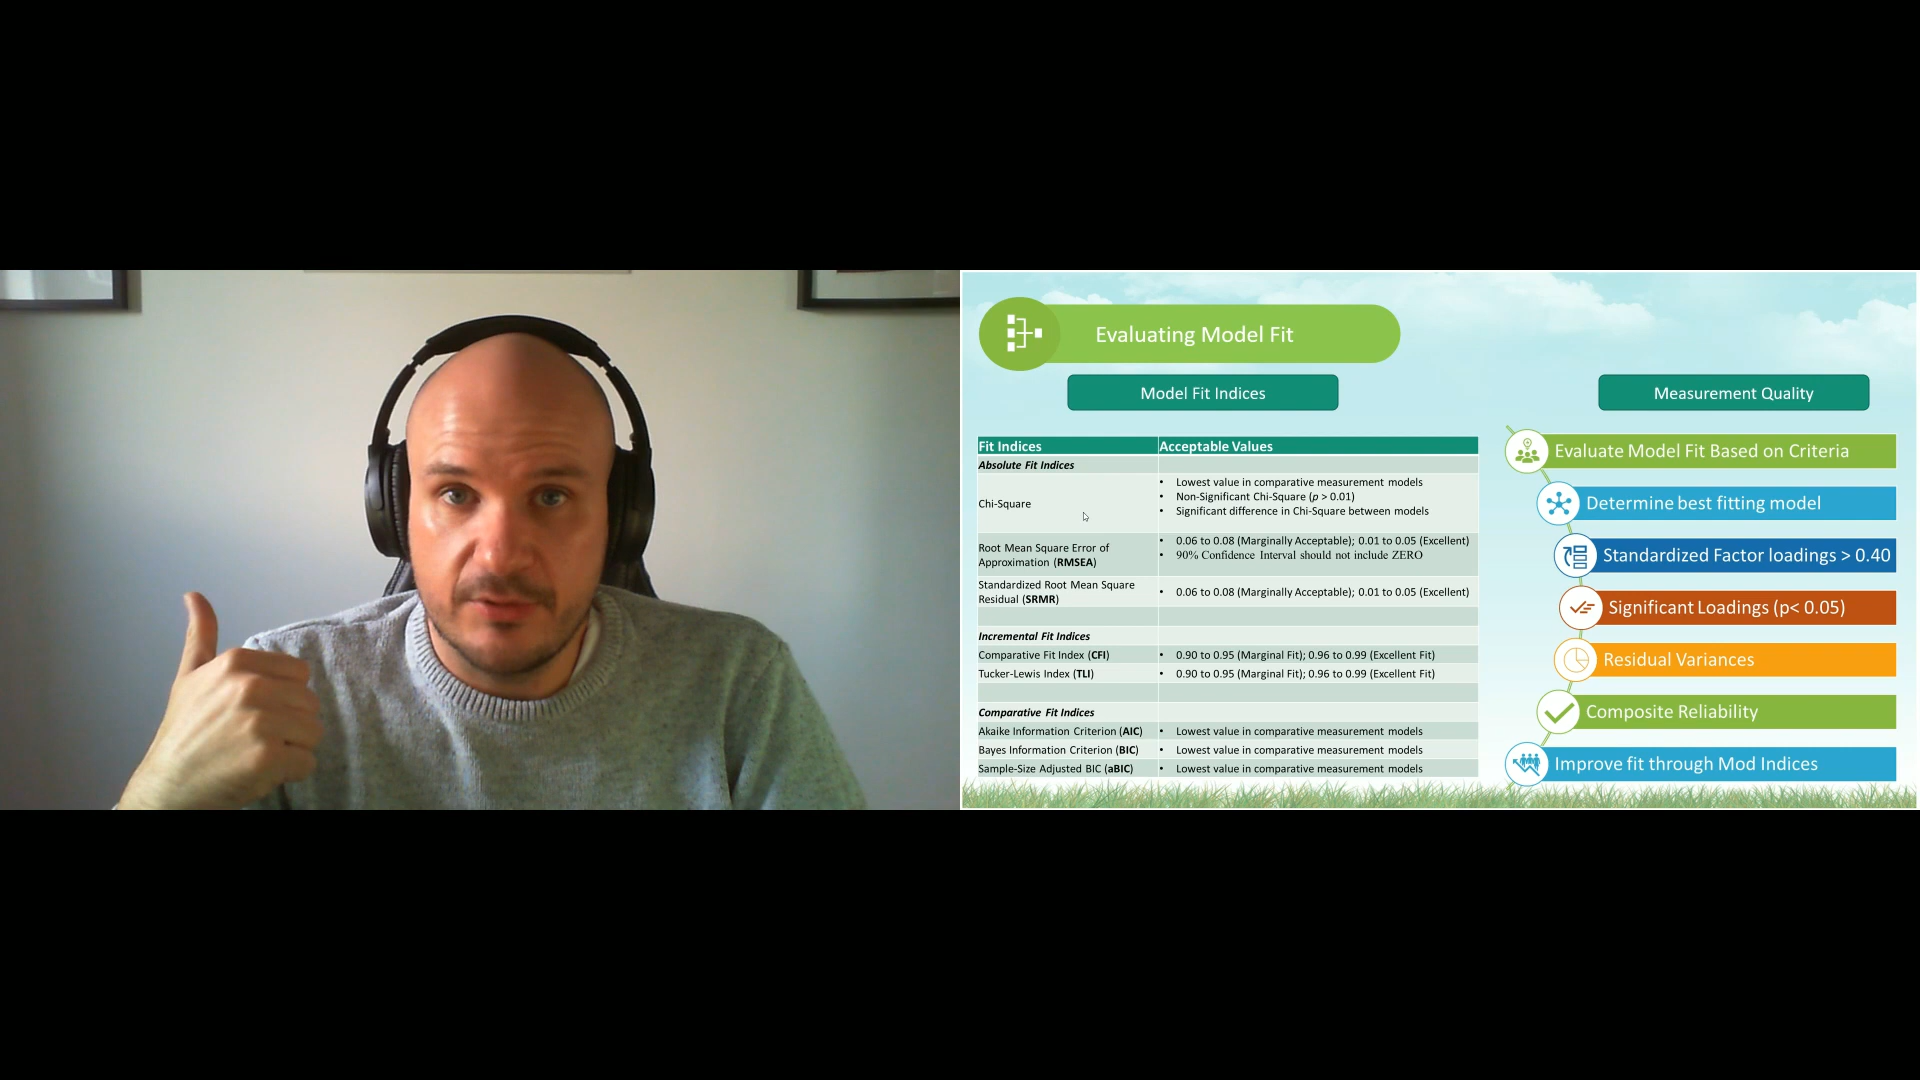 Evaluating Model Fit
Model Fit Indices
Fit Indices
Acceptable Values
Absolute Fit Indices
Chi-Square
• Lowest value in comparative measurement models
• Non-Significant Chi-Square (p > 0.01)
• Significant difference in Chi-Square between models
Root Mean Square Error of
Approximation (RMSEA)
• 0.06 to 0.08 (Marginally Acceptable); 0.01 to 0.05 (Excellent)
• 90% Confidence Interval should not include ZERO
Standardized Root Mean Square
Residual (SRMR)
• 0.06 to 0.08 (Marginally Acceptable); 0.01 to 0.05 (Excellent)
Incremental Fit Indices
Comparative Fit Index (CFI)
• 0.90 to 0.95 (Marginal Fit); 0.96 to 0.99 (Excellent Fit)
Tucker-Lewis Index (TLI)
• 0.90 to 0.95 (Marginal Fit); 0.96 to 0.99 (Excellent Fit)
Comparative Fit Indices
Akaike Information Criterion (AIC)
• Lowest value in comparative measurement models
Bayes Information Criterion (BIC)
• Lowest value in comparative measurement models
Sample-Size Adjusted BIC (aBIC)
• Lowest value in comparative measurement models
Measurement Quality
Evaluate Model Fit Based on Criteria
Determine best fitting model
Standardized Factor loadings > 0.40
Significant Loadings (p< 0.05)
Residual Variances
Composite Reliability
Improve fit through Mod Indices